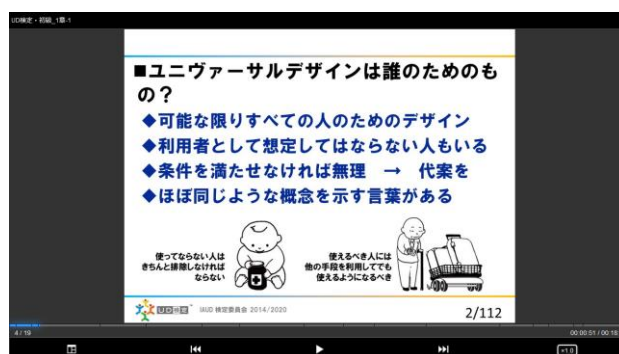 UD検定・初級_1章-1
■ユニヴァーサルデザインは誰のためのも
の？
◆可能な限りすべての人のためのデザイン
◆利用者として想定してはならない人もいる
◆条件を満たせなければ無理　→　代案を
◆ほぼ同じような概念を示す言葉がある
使ってならない人は
きちんと排除しなければ
ならない
使えるべき人には
他の手段を利用してでも
使えるようになるべき
UD検定
IAUD 検定委員会 2014/2020
2/112
4/19
00:00:51 / 00:18
×1.0